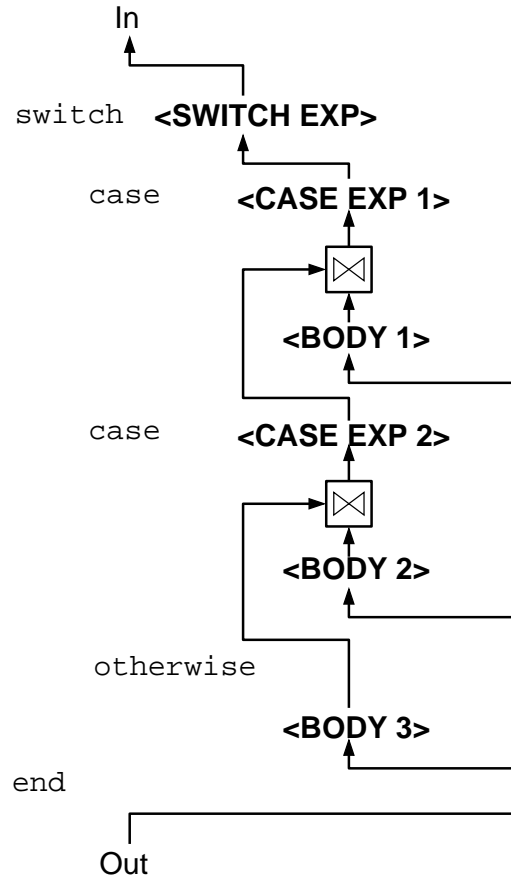 In
switch <SWITCH EXP>
case <CASE EXP 1>
⋈
<BODY 1>
case <CASE EXP 2>
⋈
<BODY 2>
otherwise
<BODY 3>
end
Out